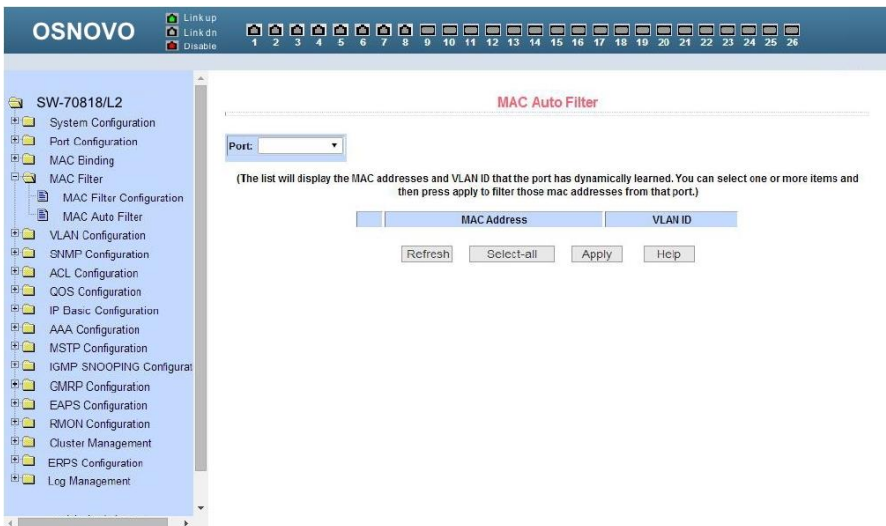 OSNOVO
Link up
Link dn
Disable
1 2 3 4 5 6 7 8 9 10 11 12 13 14 15 16 17 18 19 20 21 22 23 24 25 26
SW-70818/L2
System Configuration
Port Configuration
MAC Binding
MAC Filter
MAC Filter Configuration
MAC Auto Filter
VLAN Configuration
SNMP Configuration
ACL Configuration
QOS Configuration
IP Basic Configuration
AAA Configuration
MSTP Configuration
IGMP SNOOPING Configurat
GMRP Configuration
EAPS Configuration
RMON Configuration
Cluster Management
ERPS Configuration
Log Management
MAC Auto Filter
Port:
(The list will display the MAC addresses and VLAN ID that the port has dynamically learned. You can select one or more items and
then press apply to filter those mac addresses from that port.)
MAC Address VLAN ID
Refresh Select-all Apply Help